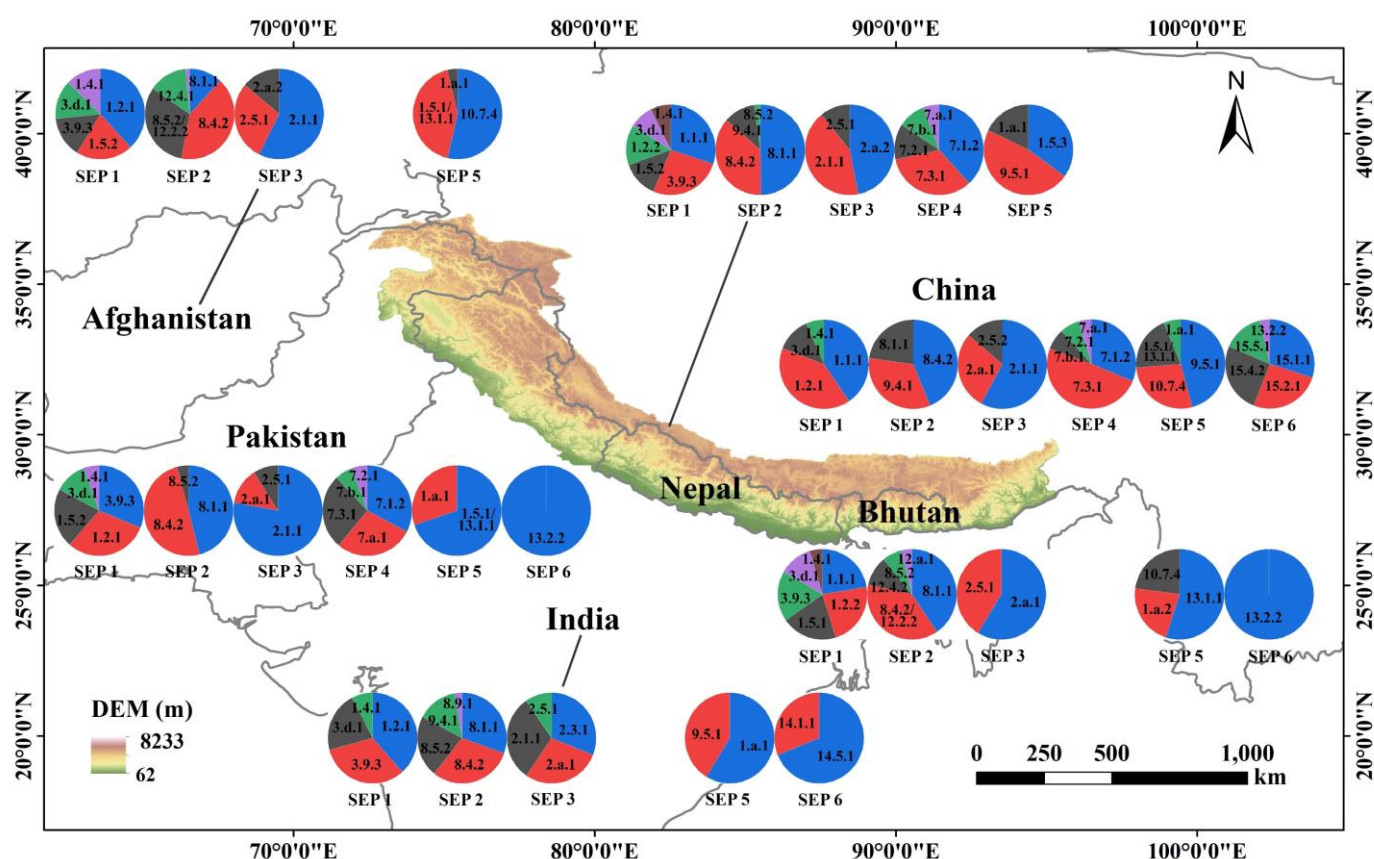 70°0'0"E 80°0'0"E 90°0'0"E 100°0'0"E
40°0'0"N
35°0'0"N
30°0'0"N
25°0'0"N
20°0'0"N
1.4.1
1.2.1
3.d.1
3.9.3
1.5.2
SEP 1
8.1.1
12.4.1
8.5.2/
12.2.2
8.4.2
SEP 2
2.a.2
2.5.1
2.1.1
SEP 3
1.a.1
1.5.1/
13.1.1
10.7.4
SEP 5
Afghanistan
1.4.1
3.d.1
1.1.1
1.2.2
1.5.2
3.9.3
SEP 1
8.5.2
9.4.1
8.4.2
8.1.1
SEP 2
2.5.1
2.1.1
2.a.2
SEP 3
7.a.1
7.b.1
7.1.2
7.2.1
7.3.1
SEP 4
1.a.1
1.5.3
9.5.1
SEP 5
N
40°0'0"N
35°0'0"N
30°0'0"N
25°0'0"N
20°0'0"N
China
1.4.1
3.d.1
1.1.1
1.2.1
SEP 1
8.1.1
8.4.2
9.4.1
SEP 2
2.5.2
2.a.1
2.1.1
SEP 3
7.a.1
7.2.1
7.b.1
7.1.2
7.3.1
SEP 4
1.a.1
1.5.1/
13.1.1
9.5.1
10.7.4
SEP 5
13.2.2
15.5.1
15.1.1
15.4.2
15.2.1
SEP 6
Pakistan
1.4.1
3.d.1
3.9.3
1.5.2
1.2.1
SEP 1
8.5.2
8.1.1
8.4.2
SEP 2
2.5.1
2.a.1
2.1.1
SEP 3
7.2.1
7.b.1
7.1.2
7.3.1
7.a.1
SEP 4
1.a.1
1.5.1/
13.1.1
SEP 5
13.2.2
SEP 6
Nepal
Bhutan
1.4.1
3.d.1
1.1.1
3.9.3
1.2.2
1.5.1
SEP 1
12.a.1
8.5.2
8.1.1
12.4.2
8.4.2/
12.2.2
SEP 2
2.5.1
2.a.1
SEP 3
10.7.4
13.1.1
1.a.2
SEP 5
13.2.2
SEP 6
India
1.4.1
1.2.1
3.d.1
3.9.3
SEP 1
8.9.1
9.4.1
8.1.1
8.5.2
8.4.2
SEP 2
2.5.1
2.3.1
2.1.1
2.a.1
SEP 3
9.5.1
1.a.1
SEP 5
14.1.1
14.5.1
SEP 6
DEM (m)
8233
62
0 250 500 1,000
km
70°0'0"E 80°0'0"E 90°0'0"E 100°0'0"E